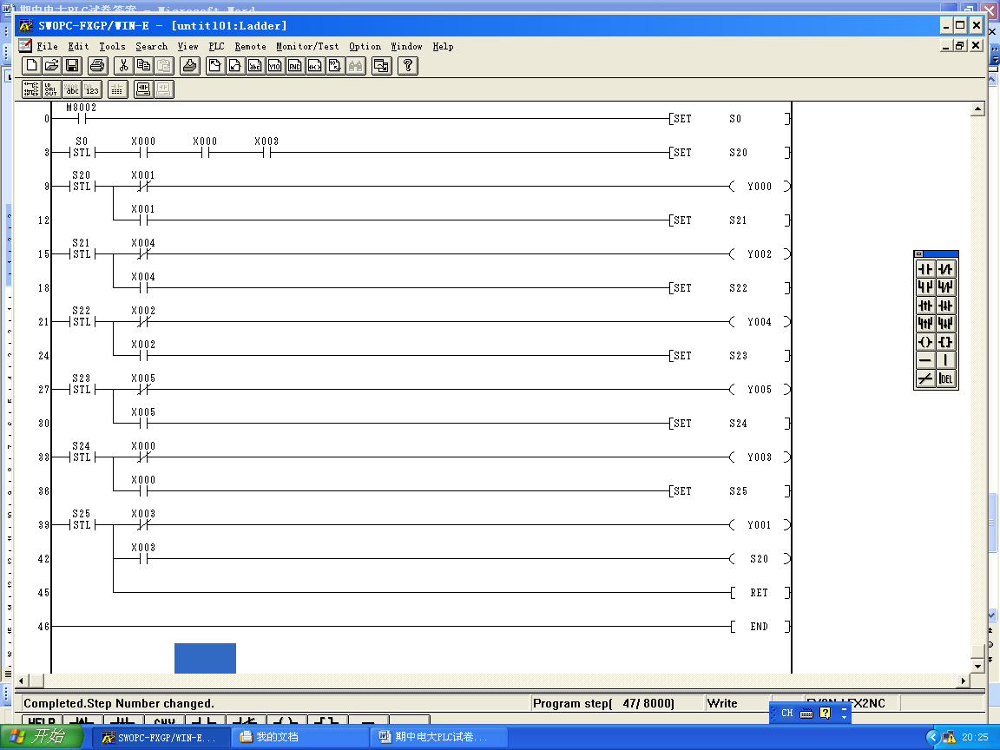 期中电大PLC试卷答案 - Microsoft Word
SWOPC-FXGP/WIN-E - [untitl01:Ladder]
File Edit Tools Search View PLC Remote Monitor/Test Option Window Help
M8002
0 [SET S0 ]
S0 X000 X000 X003
3 STL [SET S20 ]
S20 X001
9 STL ( Y000 )
X001
12 [SET S21 ]
S21 X004
15 STL ( Y002 )
X004
18 [SET S22 ]
S22 X002
21 STL ( Y004 )
X002
24 [SET S23 ]
S23 X005
27 STL ( Y005 )
X005
30 [SET S24 ]
S24 X000
33 STL ( Y003 )
X000
36 [SET S25 ]
S25 X003
39 STL ( Y001 )
X003
42 ( S20 )
45 [ RET ]
46 [ END ]
DEL
Completed.Step Number changed. Program step( 47/ 8000) Write
CH
开始 SWOPC-FXGP/WIN-E... 我的文档 期中电大PLC试卷... 20:25